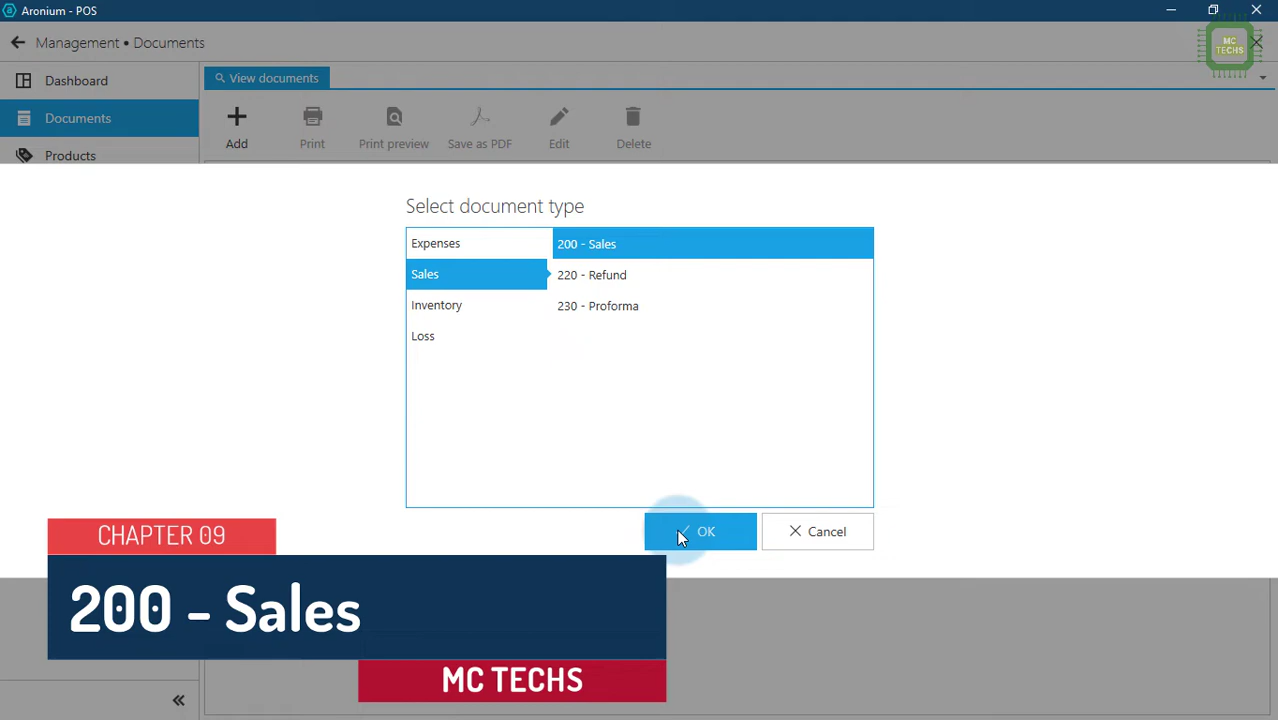 Aronium - POS
Management • Documents
MC
TECHS
Dashboard
View documents
Documents
Add
Print
Print preview
Save as PDF
Edit
Delete
Products
Select document type
Expenses
200 - Sales
Sales
220 - Refund
Inventory
230 - Proforma
Loss
OK
Cancel
CHAPTER 09
200 - Sales
MC TECHS